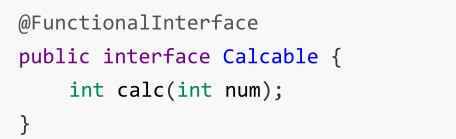 @FunctionalInterface
public interface Calcable {
    int calc(int num);
}